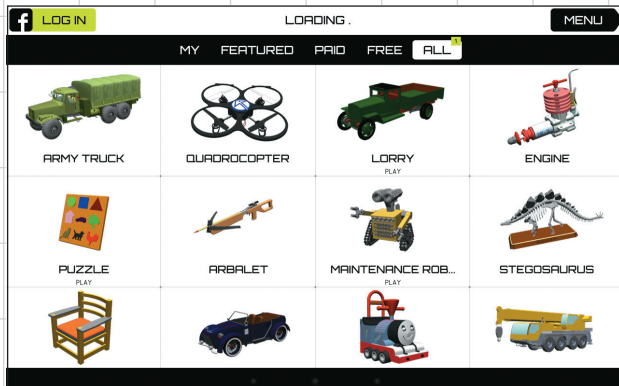 f LOG IN
LOADING .
MENU
MY FEATURED PAID FREE ALL
ARMY TRUCK
QUADROCOPTER
LORRY
PLAY
ENGINE
PUZZLE
PLAY
ARBALET
MAINTENANCE ROB...
PLAY
STEGOSAURUS